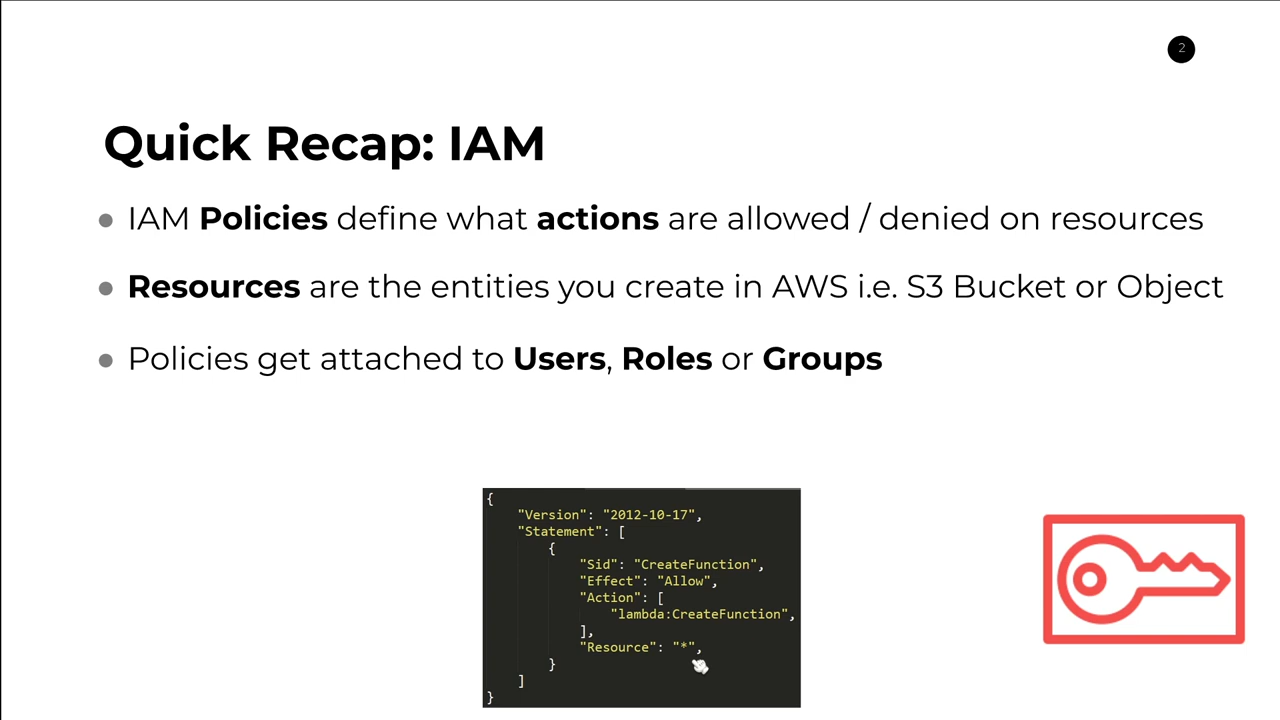 2
Quick Recap: IAM
● IAM Policies define what actions are allowed / denied on resources
● Resources are the entities you create in AWS i.e. S3 Bucket or Object
● Policies get attached to Users, Roles or Groups
{
    "Version": "2012-10-17",
    "Statement": [
        {
            "Sid": "CreateFunction",
            "Effect": "Allow",
            "Action": [
                "lambda:CreateFunction",
            ],
            "Resource": "*",
        }
    ]
}